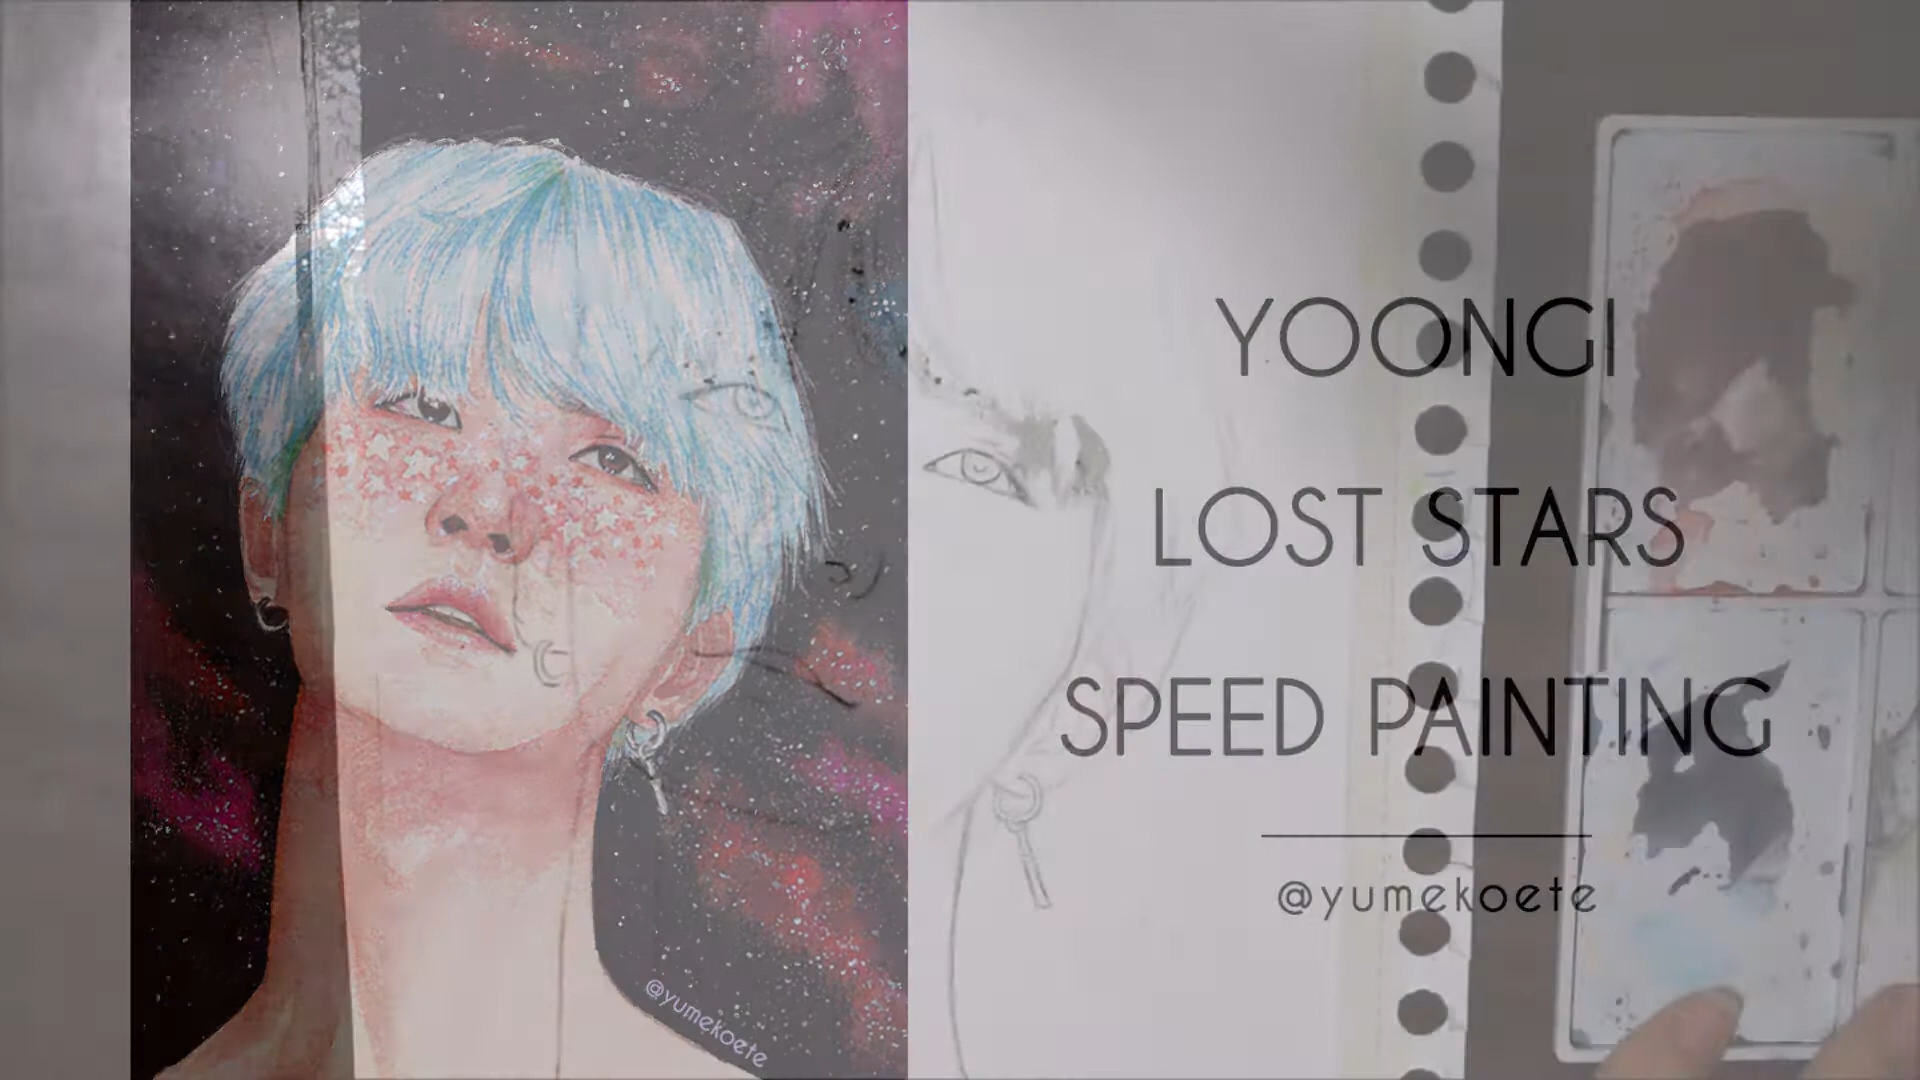 YOONGI
LOST STARS
SPEED PAINTING
@yumekoete
@yumekoete